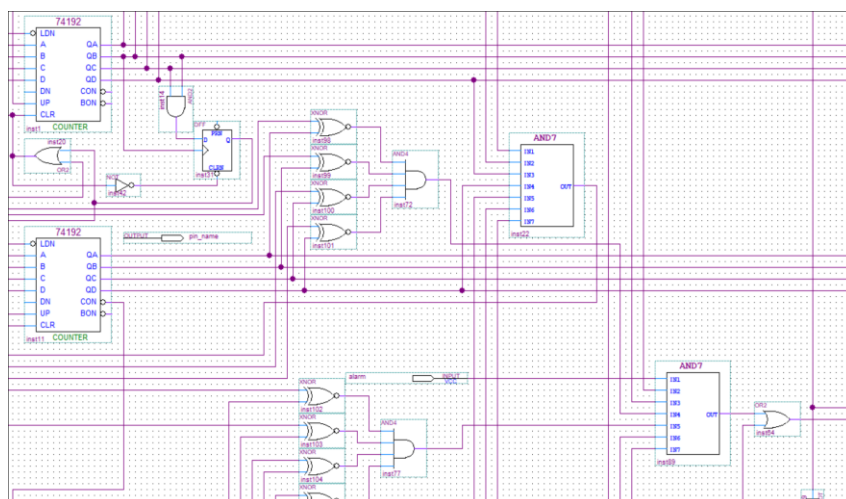 74192
LDN
A QA
B QB
C QC
D QD
DN CON
UP BON
CLR
inst1 COUNTER
AND2
inst14
DFF
PRN
D Q
CLRN
inst31
inst20
OR2
NOT
inst42
XNOR
inst98
XNOR
inst99
XNOR
inst100
XNOR
inst101
AND4
inst72
AND7
IN1
IN2
IN3
IN4 OUT
IN5
IN6
IN7
inst22
74192
LDN
A QA
B QB
C QC
D QD
DN CON
UP BON
CLR
inst11 COUNTER
OUTPUT pin_name
alarm INPUT
VCC
XNOR
inst102
XNOR
inst103
XNOR
inst104
XNOR
AND4
inst77
AND7
IN1
IN2
IN3
IN4 OUT
IN5
IN6
IN7
inst89
OR2
inst64